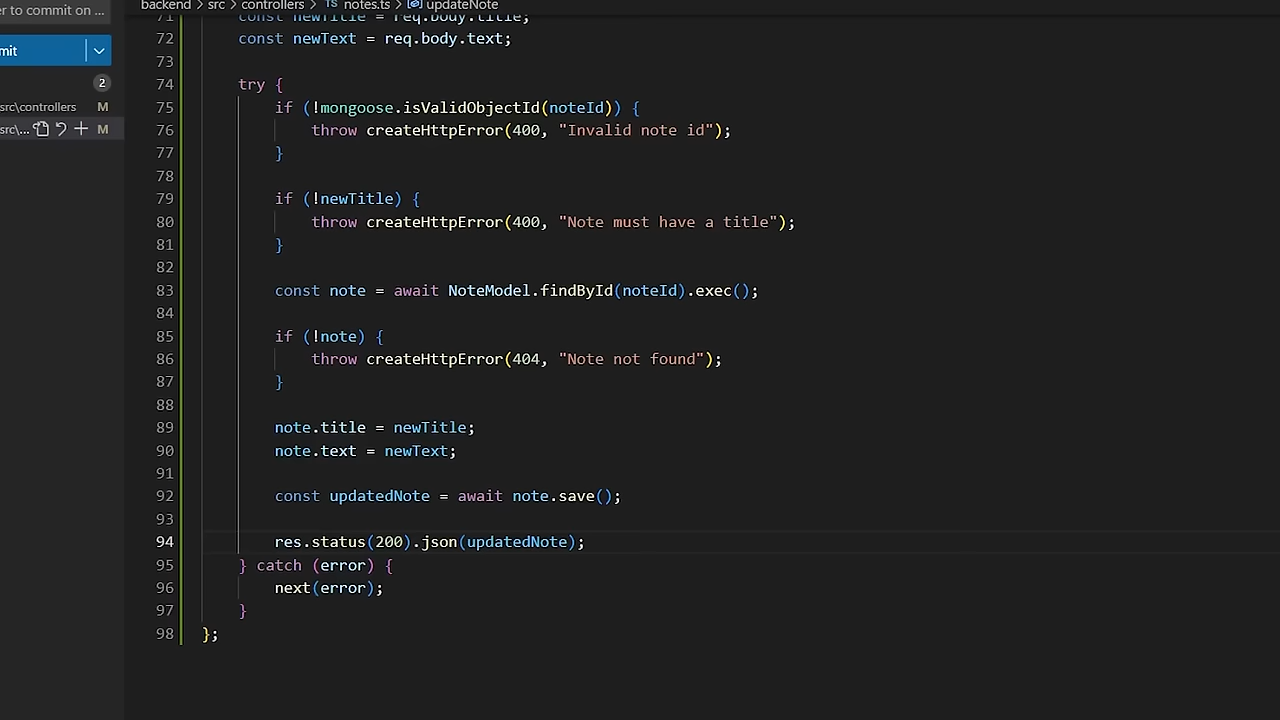 backend > src > controllers > TS notes.ts > updateNote
er to commit on ...
mit
2
src\controllers M
src\... M
71 const newTitle = req.body.title;
72 const newText = req.body.text;
73
74 try {
75 if (!mongoose.isValidObjectId(noteId)) {
76 throw createHttpError(400, "Invalid note id");
77 }
78
79 if (!newTitle) {
80 throw createHttpError(400, "Note must have a title");
81 }
82
83 const note = await NoteModel.findById(noteId).exec();
84
85 if (!note) {
86 throw createHttpError(404, "Note not found");
87 }
88
89 note.title = newTitle;
90 note.text = newText;
91
92 const updatedNote = await note.save();
93
94 res.status(200).json(updatedNote);
95 } catch (error) {
96 next(error);
97 }
98 };